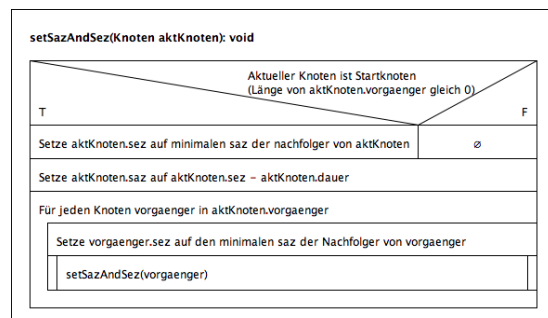 setSazAndSez(Knoten aktKnoten): void
Aktueller Knoten ist Startknoten
(Länge von aktKnoten.vorgaenger gleich 0)
T
F
Setze aktKnoten.sez auf minimalen saz der nachfolger von aktKnoten
ø
Setze aktKnoten.saz auf aktKnoten.sez - aktKnoten.dauer
Für jeden Knoten vorgaenger in aktKnoten.vorgaenger
Setze vorgaenger.sez auf den minimalen saz der Nachfolger von vorgaenger
setSazAndSez(vorgaenger)